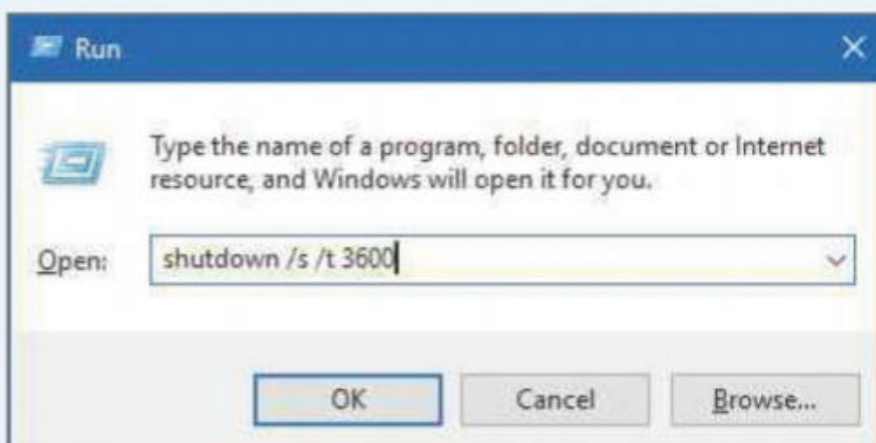 Run
Type the name of a program, folder, document or Internet
resource, and Windows will open it for you.
Open: shutdown /s /t 3600
OK Cancel Browse...